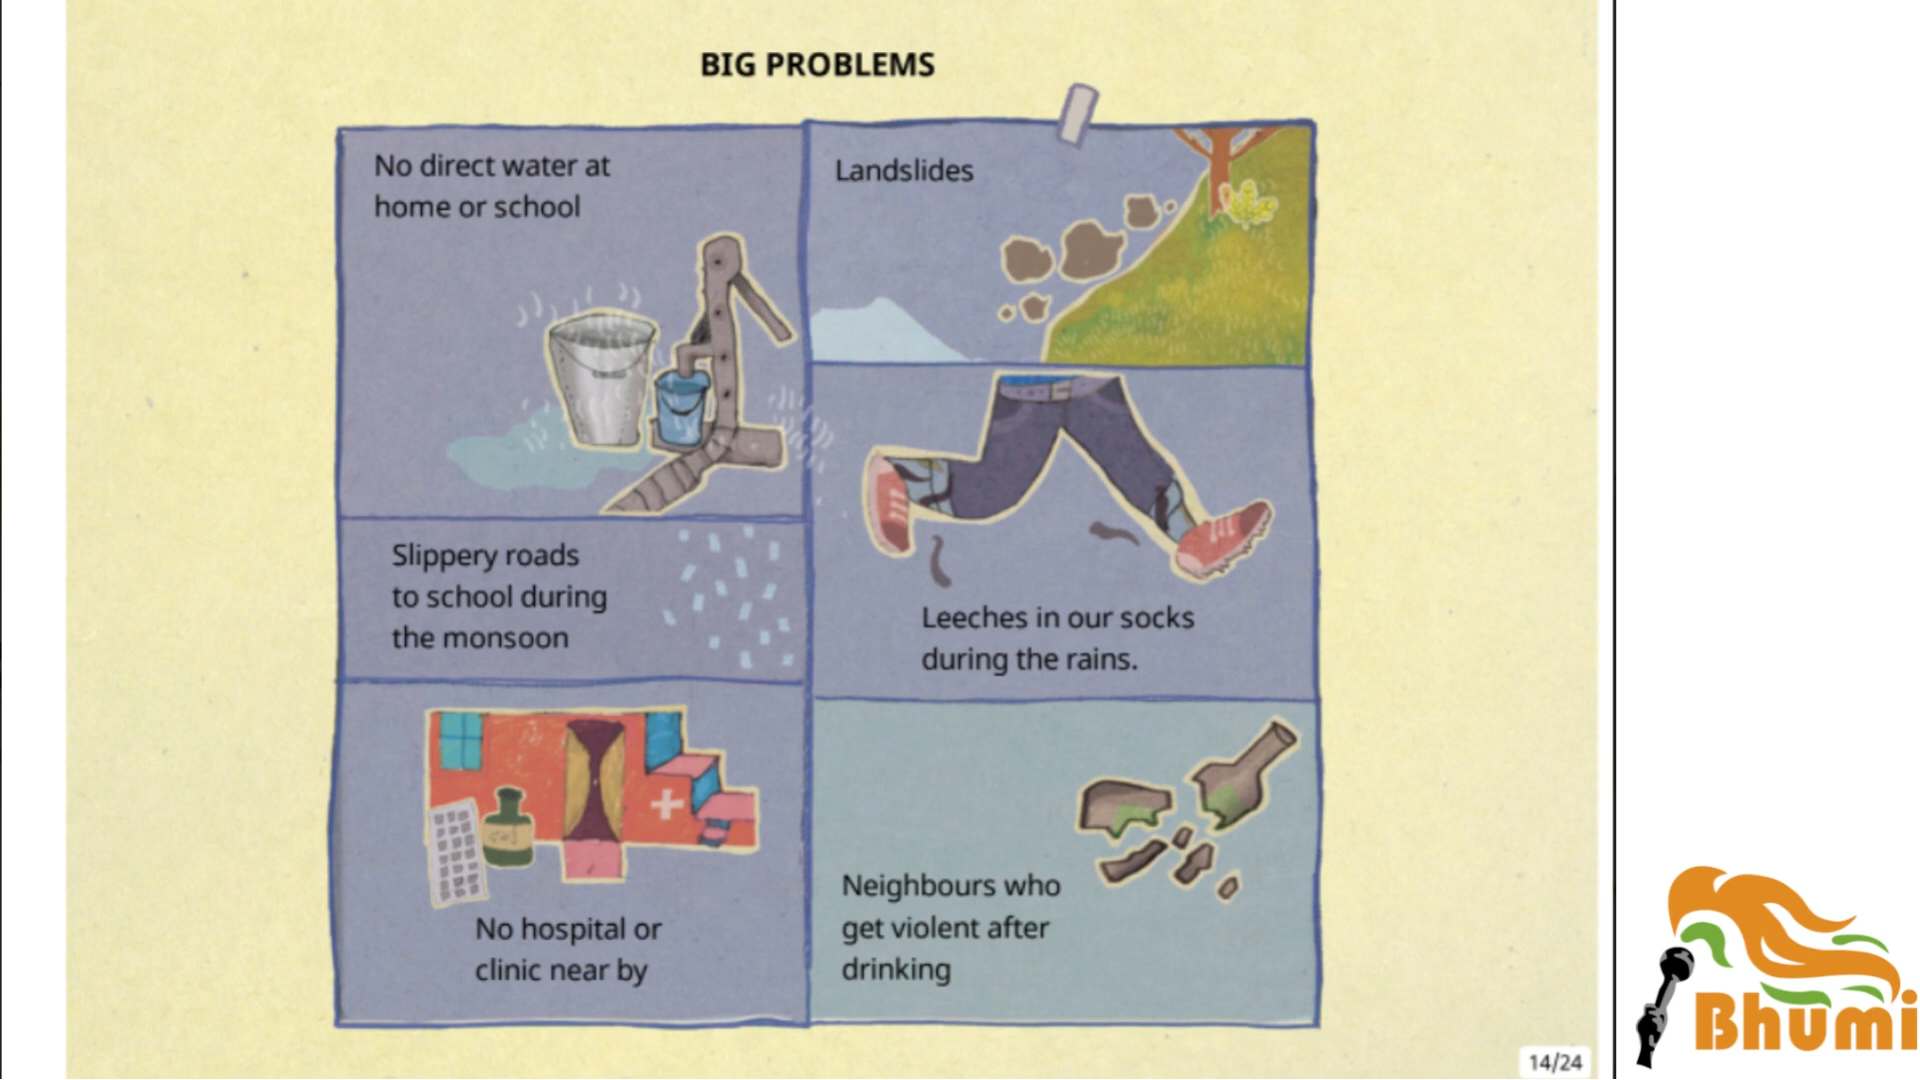 BIG PROBLEMS
No direct water at
home or school
Landslides
Slippery roads
to school during
the monsoon
Leeches in our socks
during the rains.
No hospital or
clinic near by
Neighbours who
get violent after
drinking
14/24
Bhumi